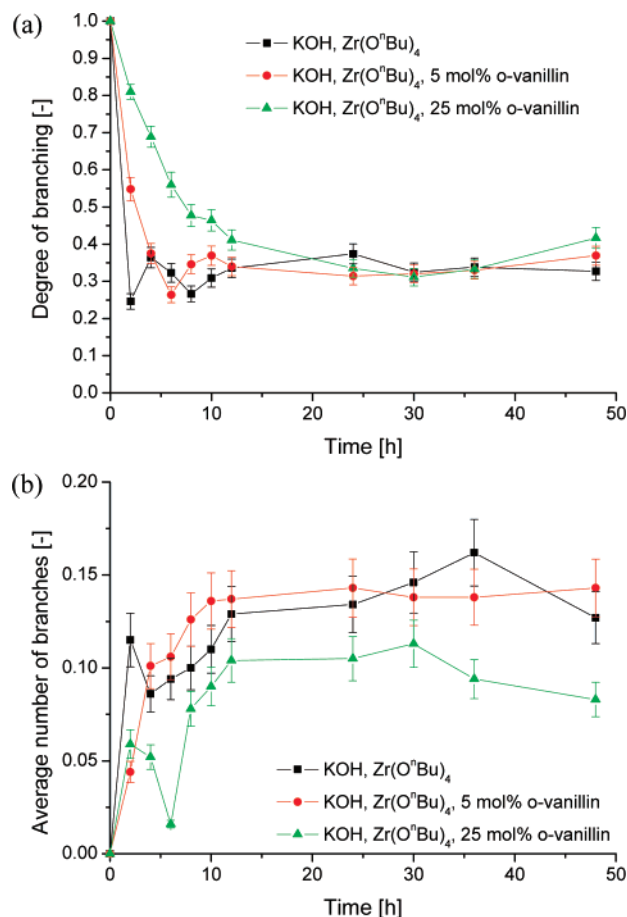 (a)
1.0
0.9
0.8
0.7
0.6
0.5
0.4
0.3
0.2
0.1
0.0
Degree of branching [-]
KOH, Zr(OⁿBu)₄
KOH, Zr(OⁿBu)₄, 5 mol% o-vanillin
KOH, Zr(OⁿBu)₄, 25 mol% o-vanillin
0 10 20 30 40 50
Time [h]
(b)
0.20
0.15
0.10
0.05
0.00
Average number of branches [-]
KOH, Zr(OⁿBu)₄
KOH, Zr(OⁿBu)₄, 5 mol% o-vanillin
KOH, Zr(OⁿBu)₄, 25 mol% o-vanillin
0 10 20 30 40 50
Time [h]